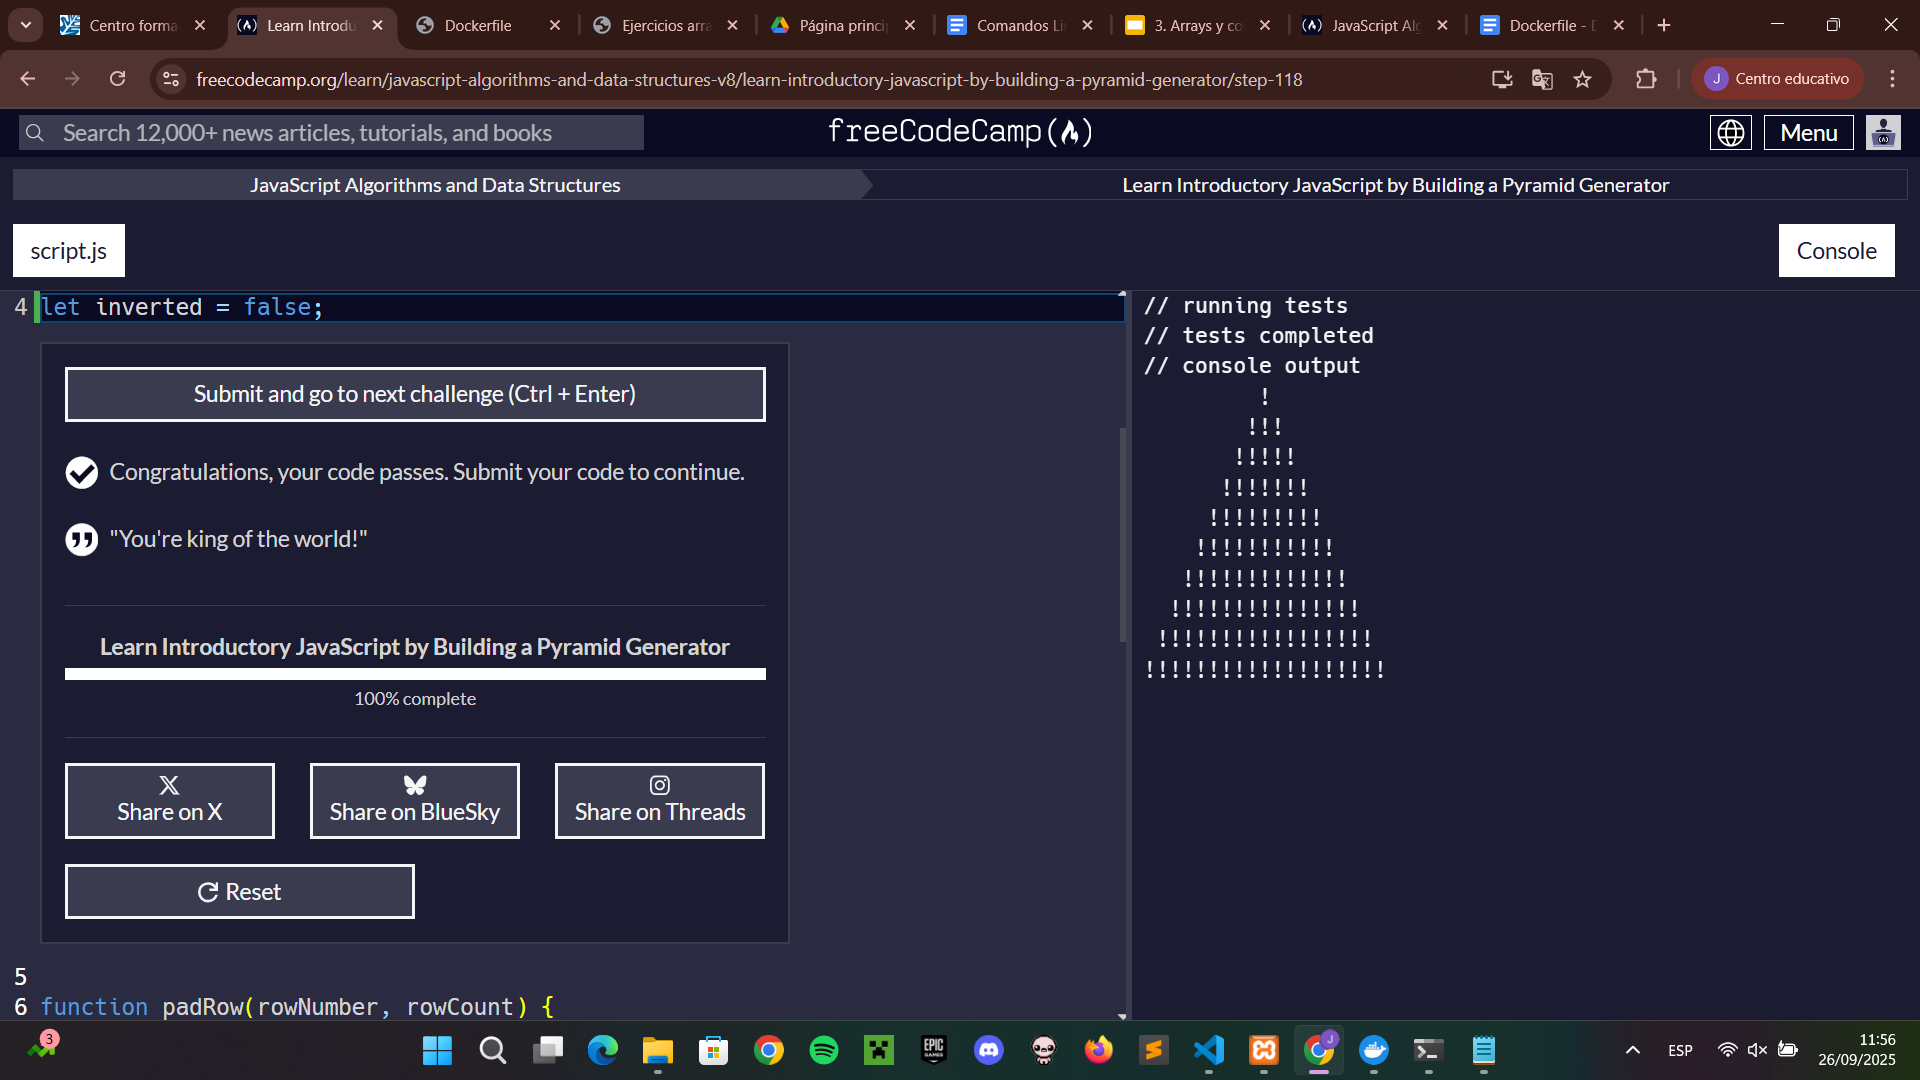 Centro forma
Learn Introdu
Dockerfile
Ejercicios arra
Página princi
Comandos Li
3. Arrays y co
JavaScript Alg
Dockerfile - D
freecodecamp.org/learn/javascript-algorithms-and-data-structures-v8/learn-introductory-javascript-by-building-a-pyramid-generator/step-118
J Centro educativo
Search 12,000+ news articles, tutorials, and books
freeCodeCamp(🔥)
Menu
JavaScript Algorithms and Data Structures
Learn Introductory JavaScript by Building a Pyramid Generator
script.js
Console
4 let inverted = false;
Submit and go to next challenge (Ctrl + Enter)
Congratulations, your code passes. Submit your code to continue.
"You're king of the world!"
Learn Introductory JavaScript by Building a Pyramid Generator
100% complete
Share on X
Share on BlueSky
Share on Threads
Reset
5
6 function padRow(rowNumber, rowCount) {
// running tests
// tests completed
// console output
!
!!!
!!!!!
!!!!!!!
!!!!!!!!!
!!!!!!!!!!!
!!!!!!!!!!!!!
!!!!!!!!!!!!!!!
!!!!!!!!!!!!!!!!!
!!!!!!!!!!!!!!!!!!!
3
EPIC
GAMES
J
ESP
11:56
26/09/2025